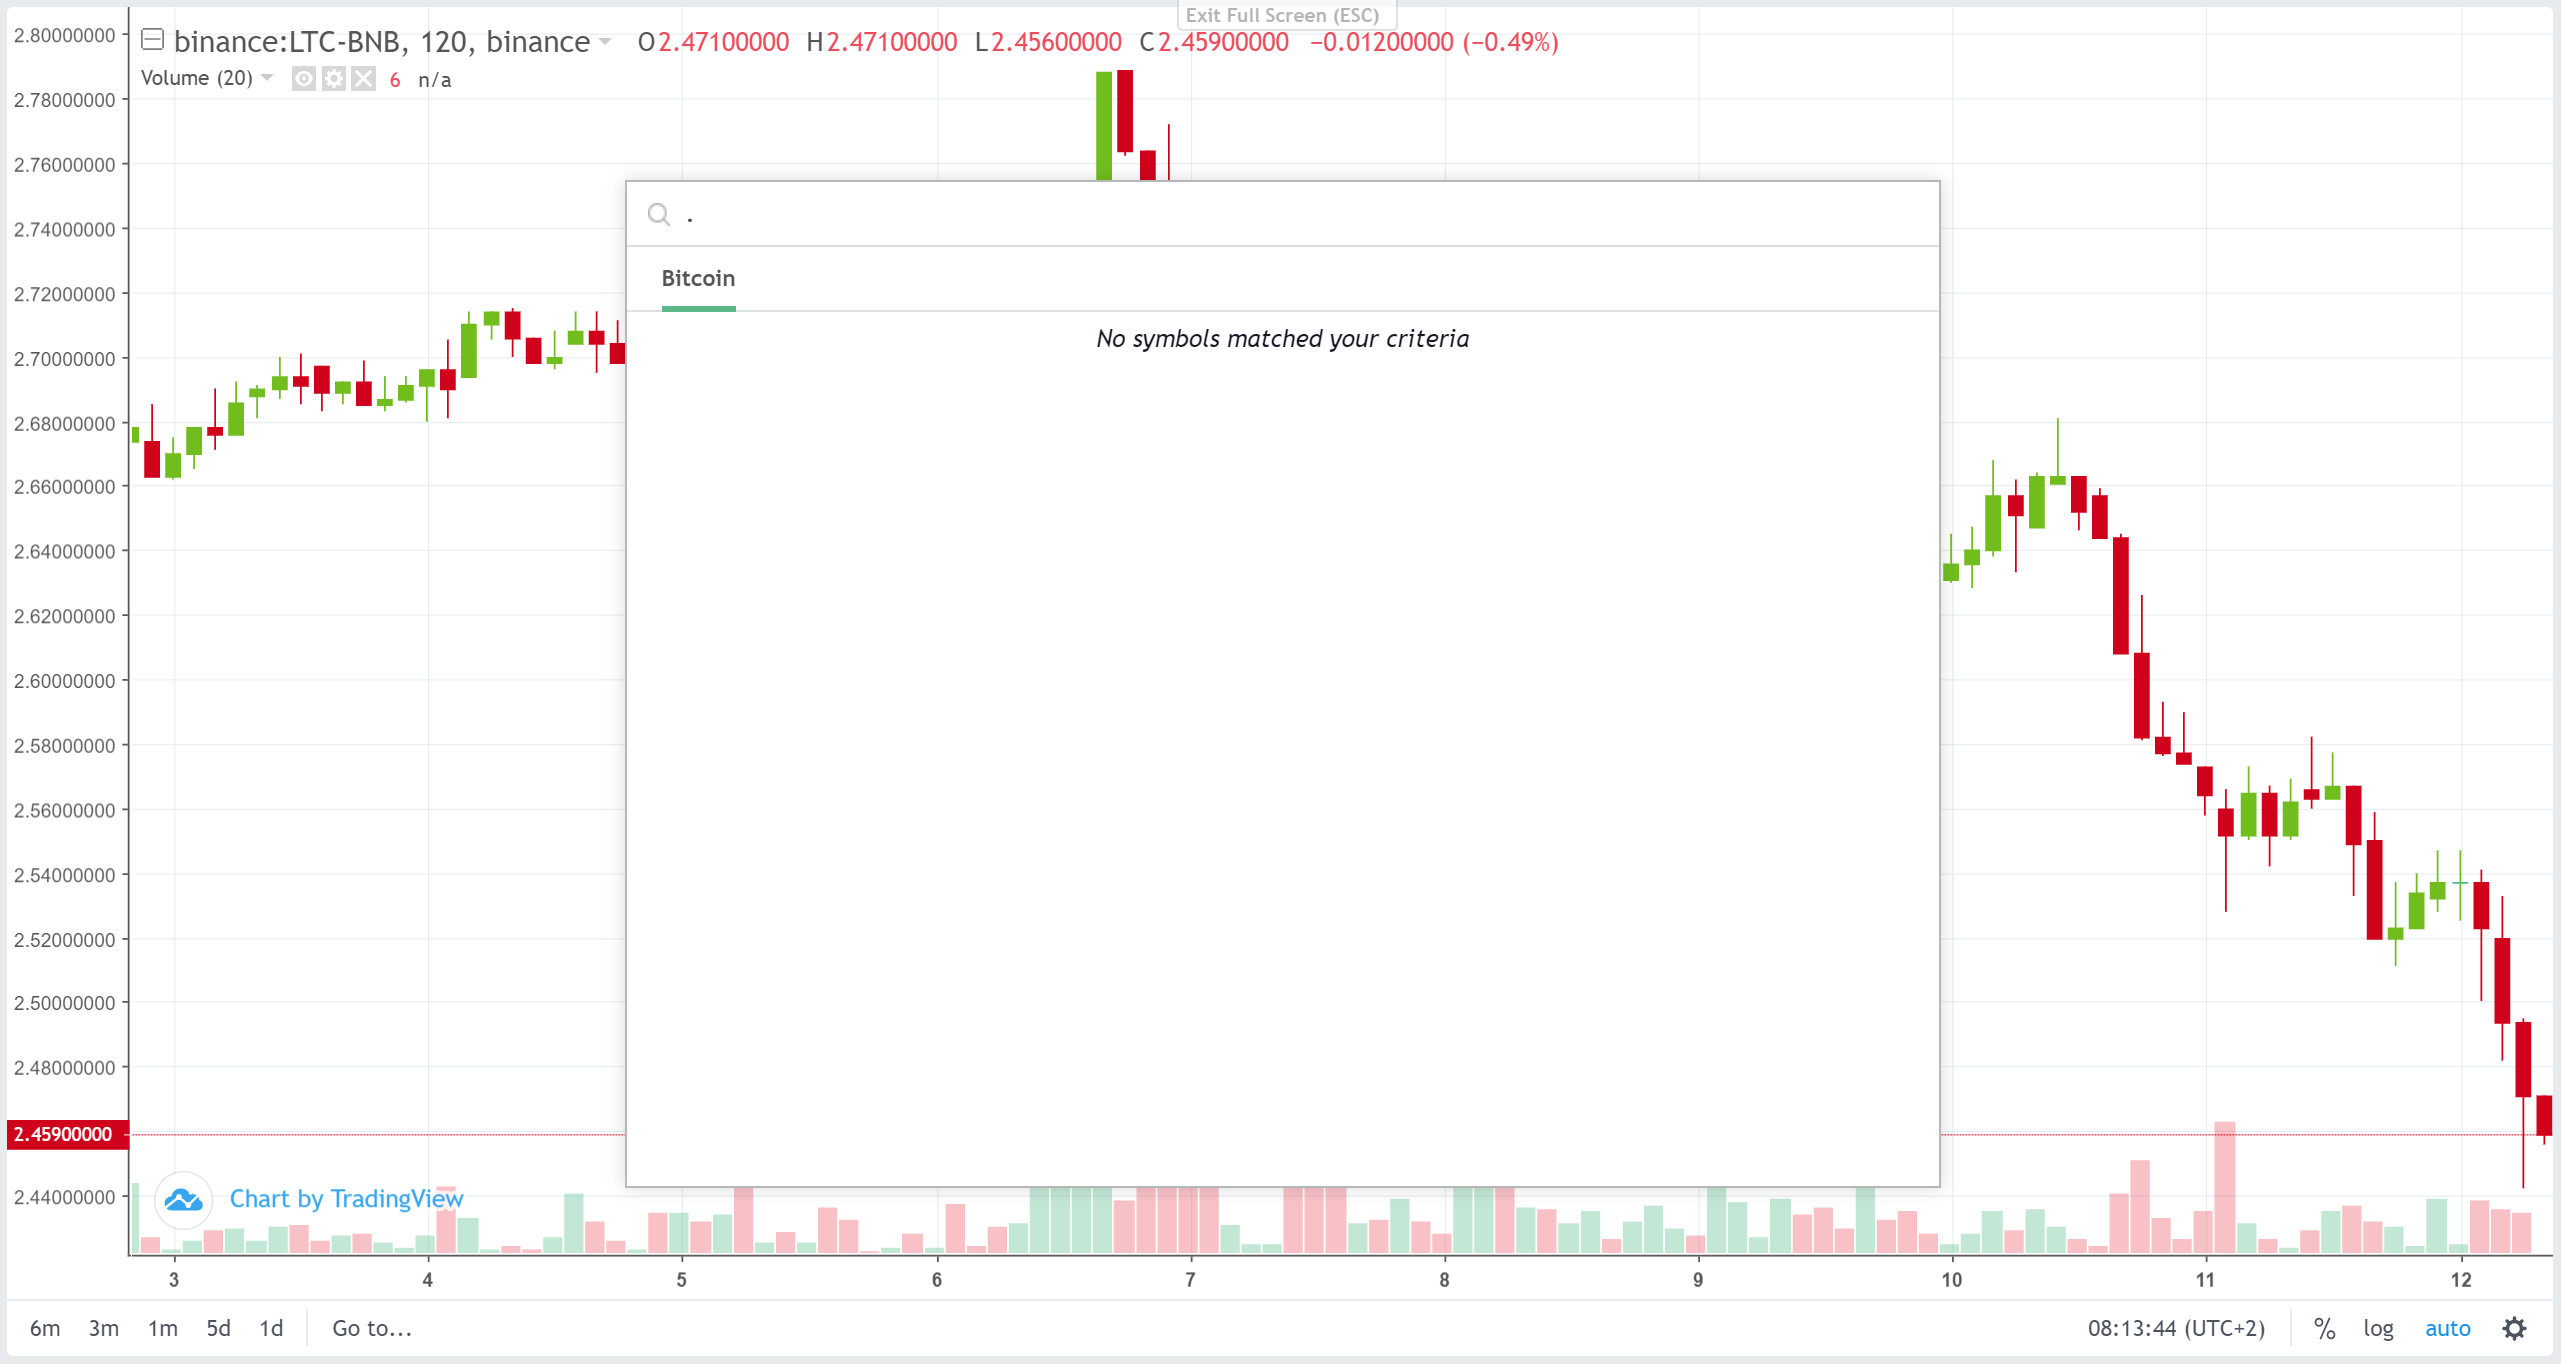 Exit Full Screen (ESC)
binance:LTC-BNB, 120, binance O2.47100000 H2.47100000 L2.45600000 C2.45900000 −0.01200000 (−0.49%)
Volume (20) 6 n/a
2.80000000
2.78000000
2.76000000
2.74000000
2.72000000
2.70000000
2.68000000
2.66000000
2.64000000
2.62000000
2.60000000
2.58000000
2.56000000
2.54000000
2.52000000
2.50000000
2.48000000
2.45900000
2.44000000
.
Bitcoin
No symbols matched your criteria
Chart by TradingView
3 4 5 6 7 8 9 10 11 12
6m 3m 1m 5d 1d Go to... 08:13:44 (UTC+2) % log auto